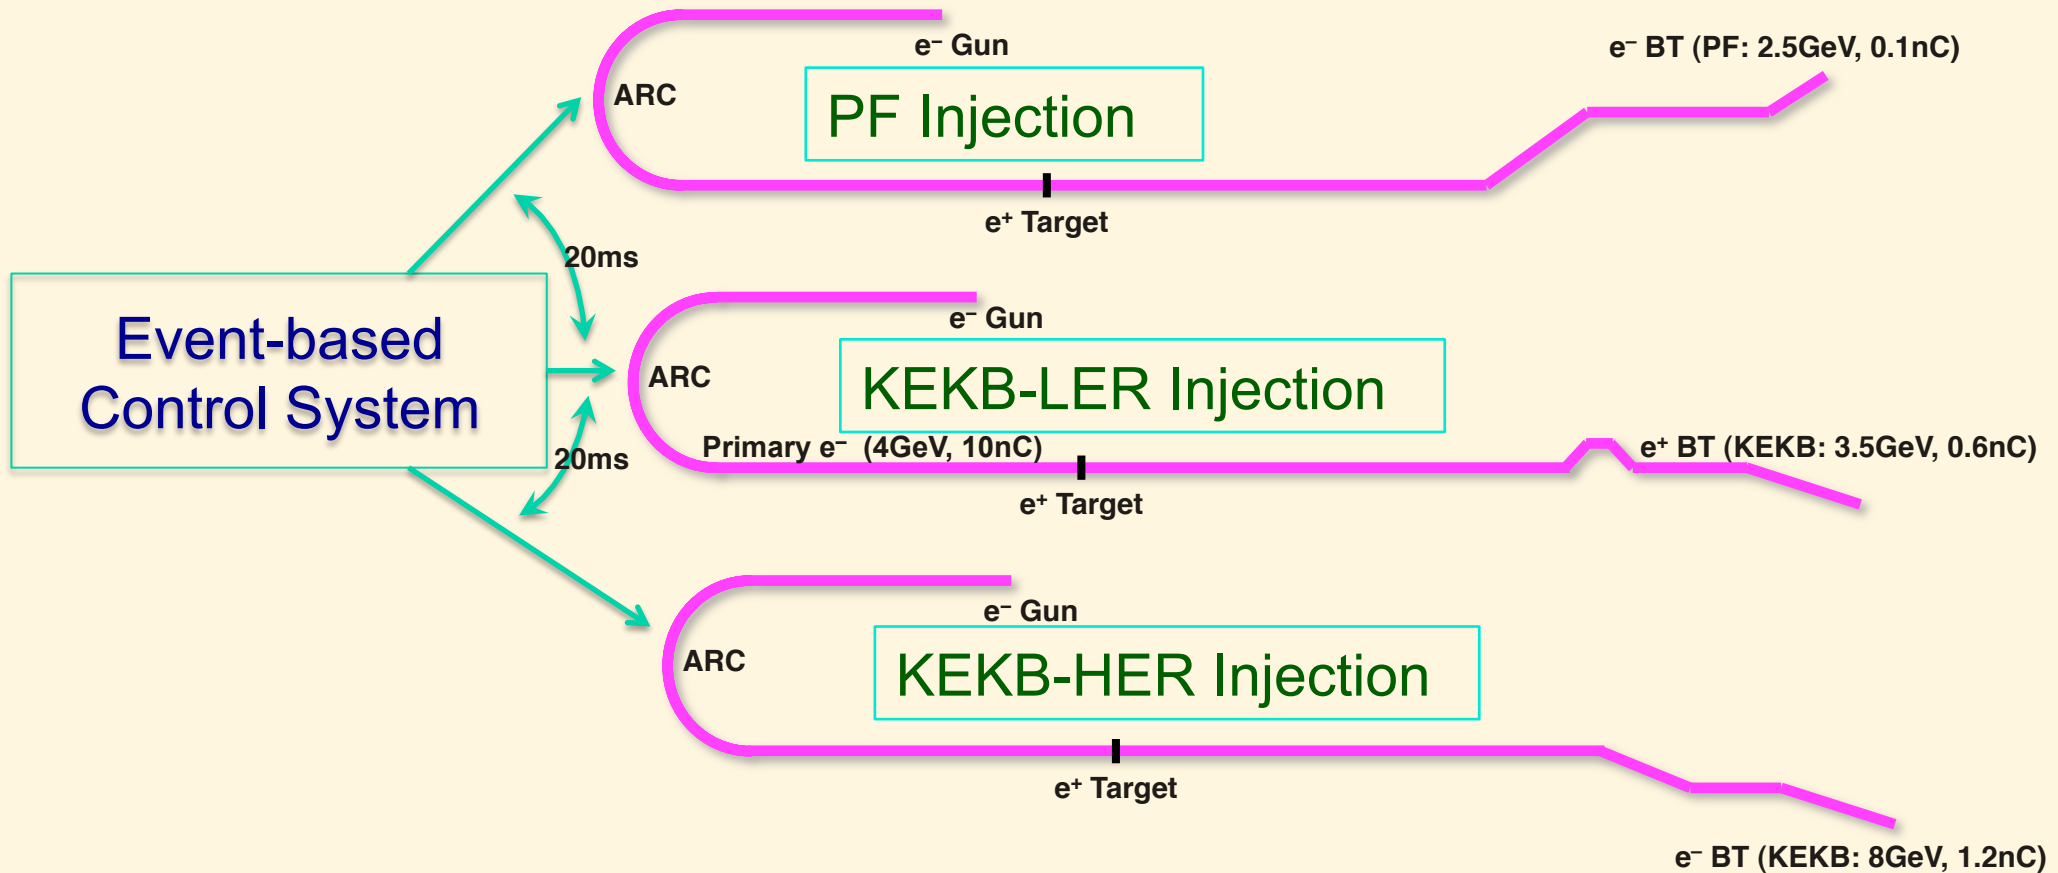 e⁻ Gun
e⁻ BT (PF: 2.5GeV, 0.1nC)
ARC
PF Injection
e⁺ Target
20ms
Event-based
Control System
e⁻ Gun
ARC
KEKB-LER Injection
Primary e⁻ (4GeV, 10nC)
e⁺ BT (KEKB: 3.5GeV, 0.6nC)
20ms
e⁺ Target
e⁻ Gun
ARC
KEKB-HER Injection
e⁺ Target
e⁻ BT (KEKB: 8GeV, 1.2nC)